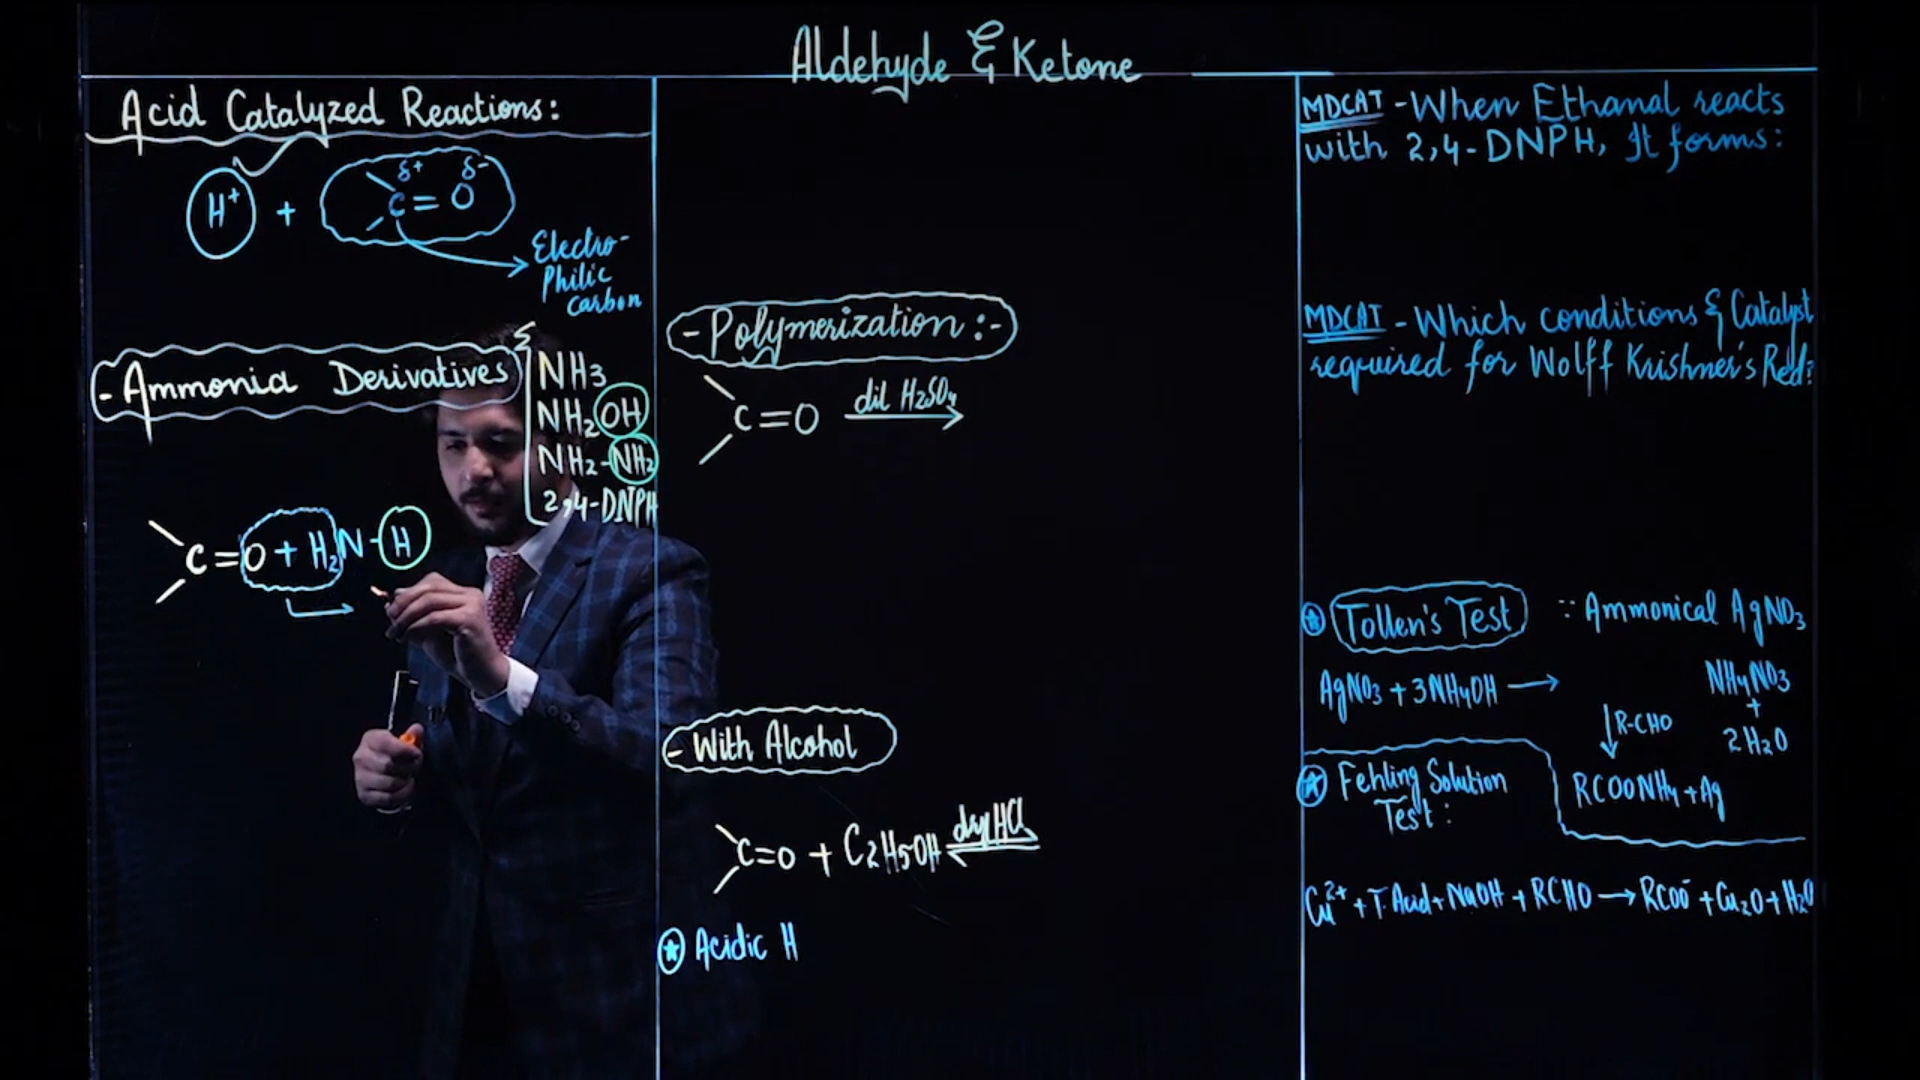 Aldehyde & Ketone
Acid Catalyzed Reactions:
H⁺ + C=O
δ⁺ δ⁻
Electro-
Philic
Carbon
- Ammonia Derivatives
NH3
NH2OH
NH2-NH2
2,4-DNPH
C=O + H2N-H
- Polymerization :-
C=O dil H2SO4 →
- With Alcohol
C=O + C2H5OH dry HCl
Acidic H
MDCAT - When Ethanal reacts
with 2,4-DNPH, It forms:
MDCAT - Which conditions & Catalyst
required for Wolff Krishner's Red?
Tollen's Test ∵ Ammonical AgNO3
AgNO3 + 3NH4OH →
NH4NO3
+
2H2O
↓ R-CHO
RCOONH4 + Ag
Fehling Solution
Test :
Cu²⁺ + T. Acid + NaOH + RCHO → RCOO⁻ + Cu2O + H2O